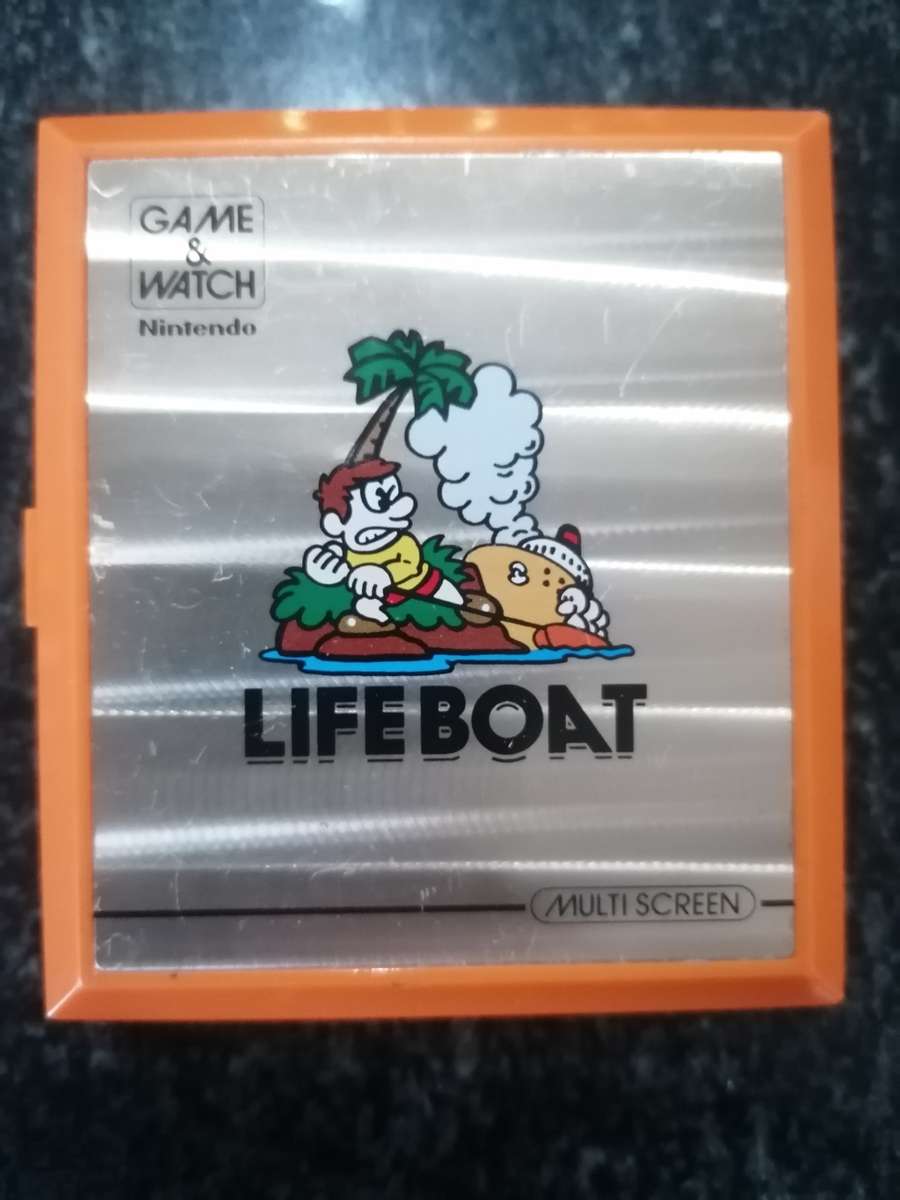 GAME
&
WATCH
Nintendo
LIFEBOAT
MULTI SCREEN